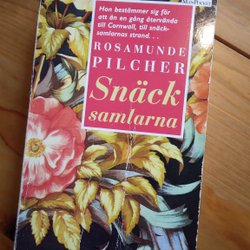 MånPocket
Hon bestämmer sig för
att än en gång återvända
till Cornwall, till snäck-
samlarnas strand. . .
ROSAMUNDE
PILCHER
Snäck
samlarna